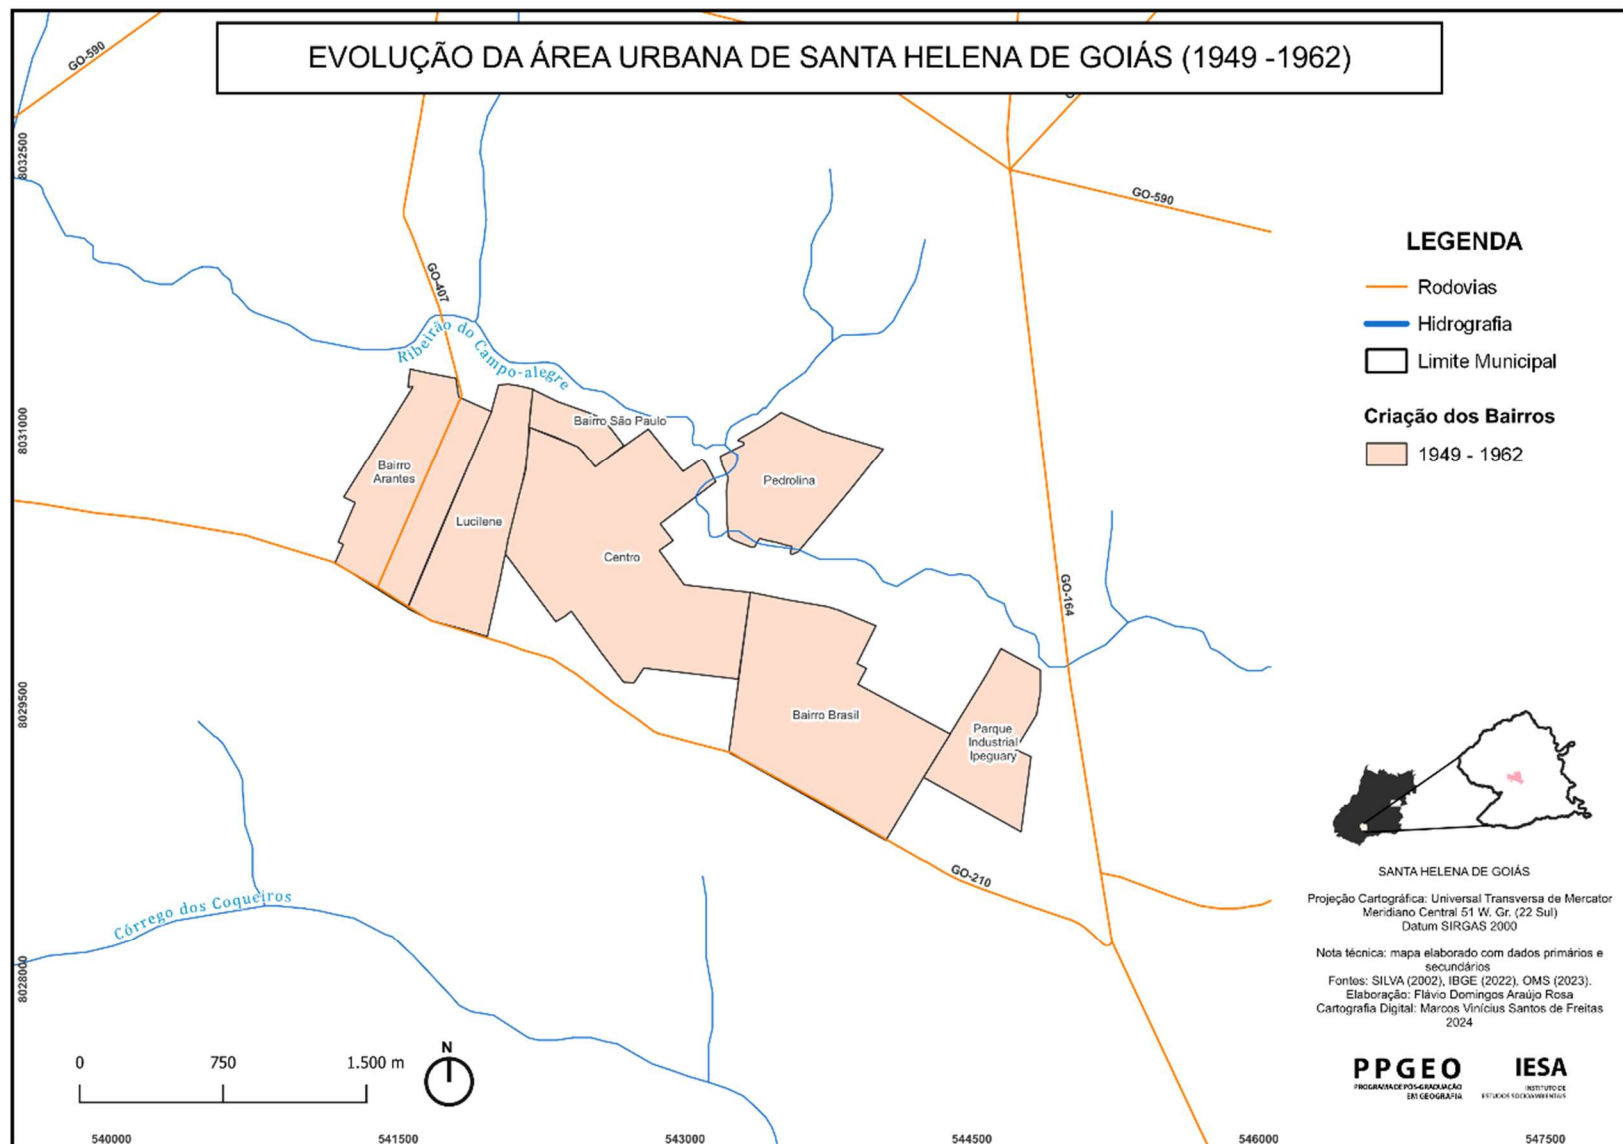 EVOLUÇÃO DA ÁREA URBANA DE SANTA HELENA DE GOIÁS (1949 -1962)
GO-590
8032500
GO-590
GO-407
Ribeirão do Campo-alegre
LEGENDA
Rodovias
Hidrografia
Limite Municipal
Criação dos Bairros
1949 - 1962
8031000
Bairro São Paulo
Bairro
Arantes
Pedrolina
Lucilene
Centro
GO-164
8029500
Bairro Brasil
Parque
Industrial
Ipeguary
GO-210
Córrego dos Coqueiros
8028000
SANTA HELENA DE GOIÁS
Projeção Cartográfica: Universal Transversa de Mercator
Meridiano Central 51 W. Gr. (22 Sul)
Datum SIRGAS 2000
Nota técnica: mapa elaborado com dados primários e
secundários
Fontes: SILVA (2002), IBGE (2022). OMS (2023).
Elaboração: Flávio Domingos Araújo Rosa
Cartografia Digital: Marcos Vinícius Santos de Freitas
2024
0 750 1.500 m
N
PPGEO
PROGRAMA DE PÓS-GRADUAÇÃO
EM GEOGRAFIA
IESA
INSTITUTO DE
ESTUDOS SOCIOAMBIENTAIS
540000 541500 543000 544500 546000 547500